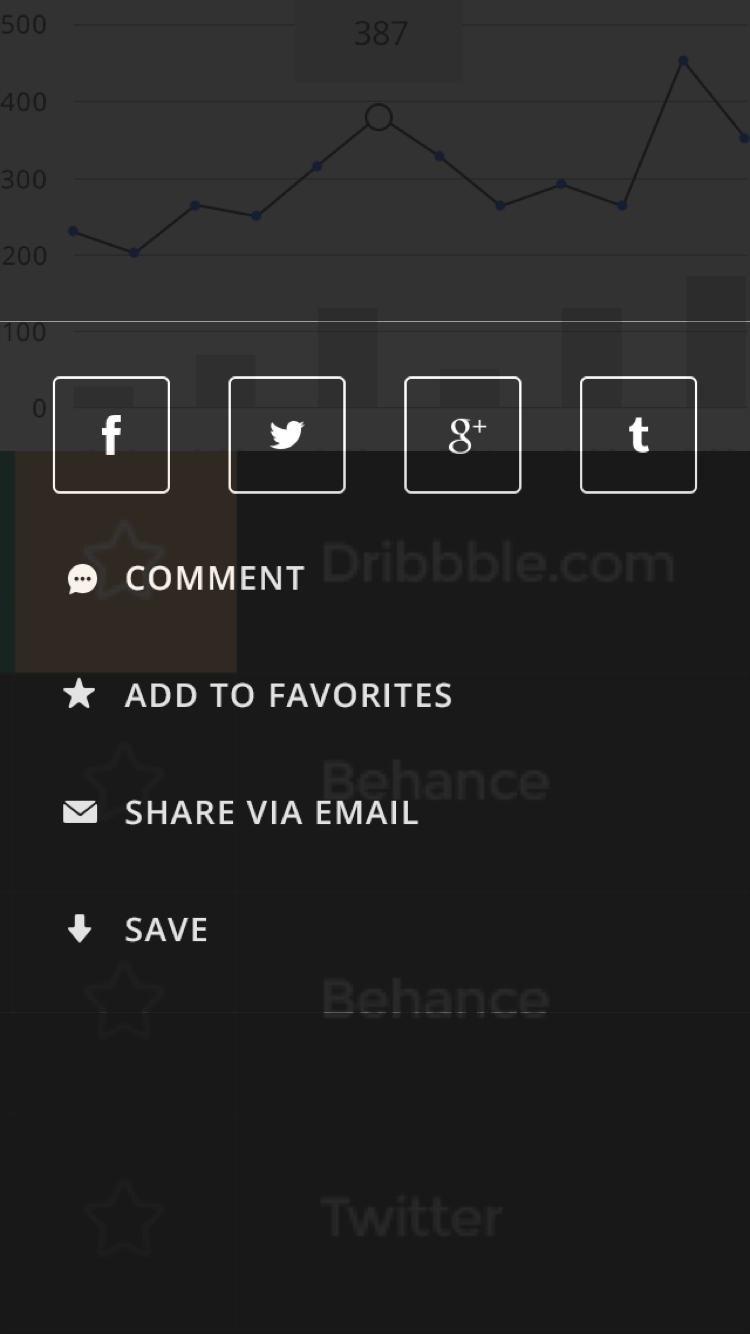 500
387
400
300
200
100
0
f
g+
t
Dribbble.com
COMMENT
ADD TO FAVORITES
Behance
SHARE VIA EMAIL
SAVE
Behance
Twitter